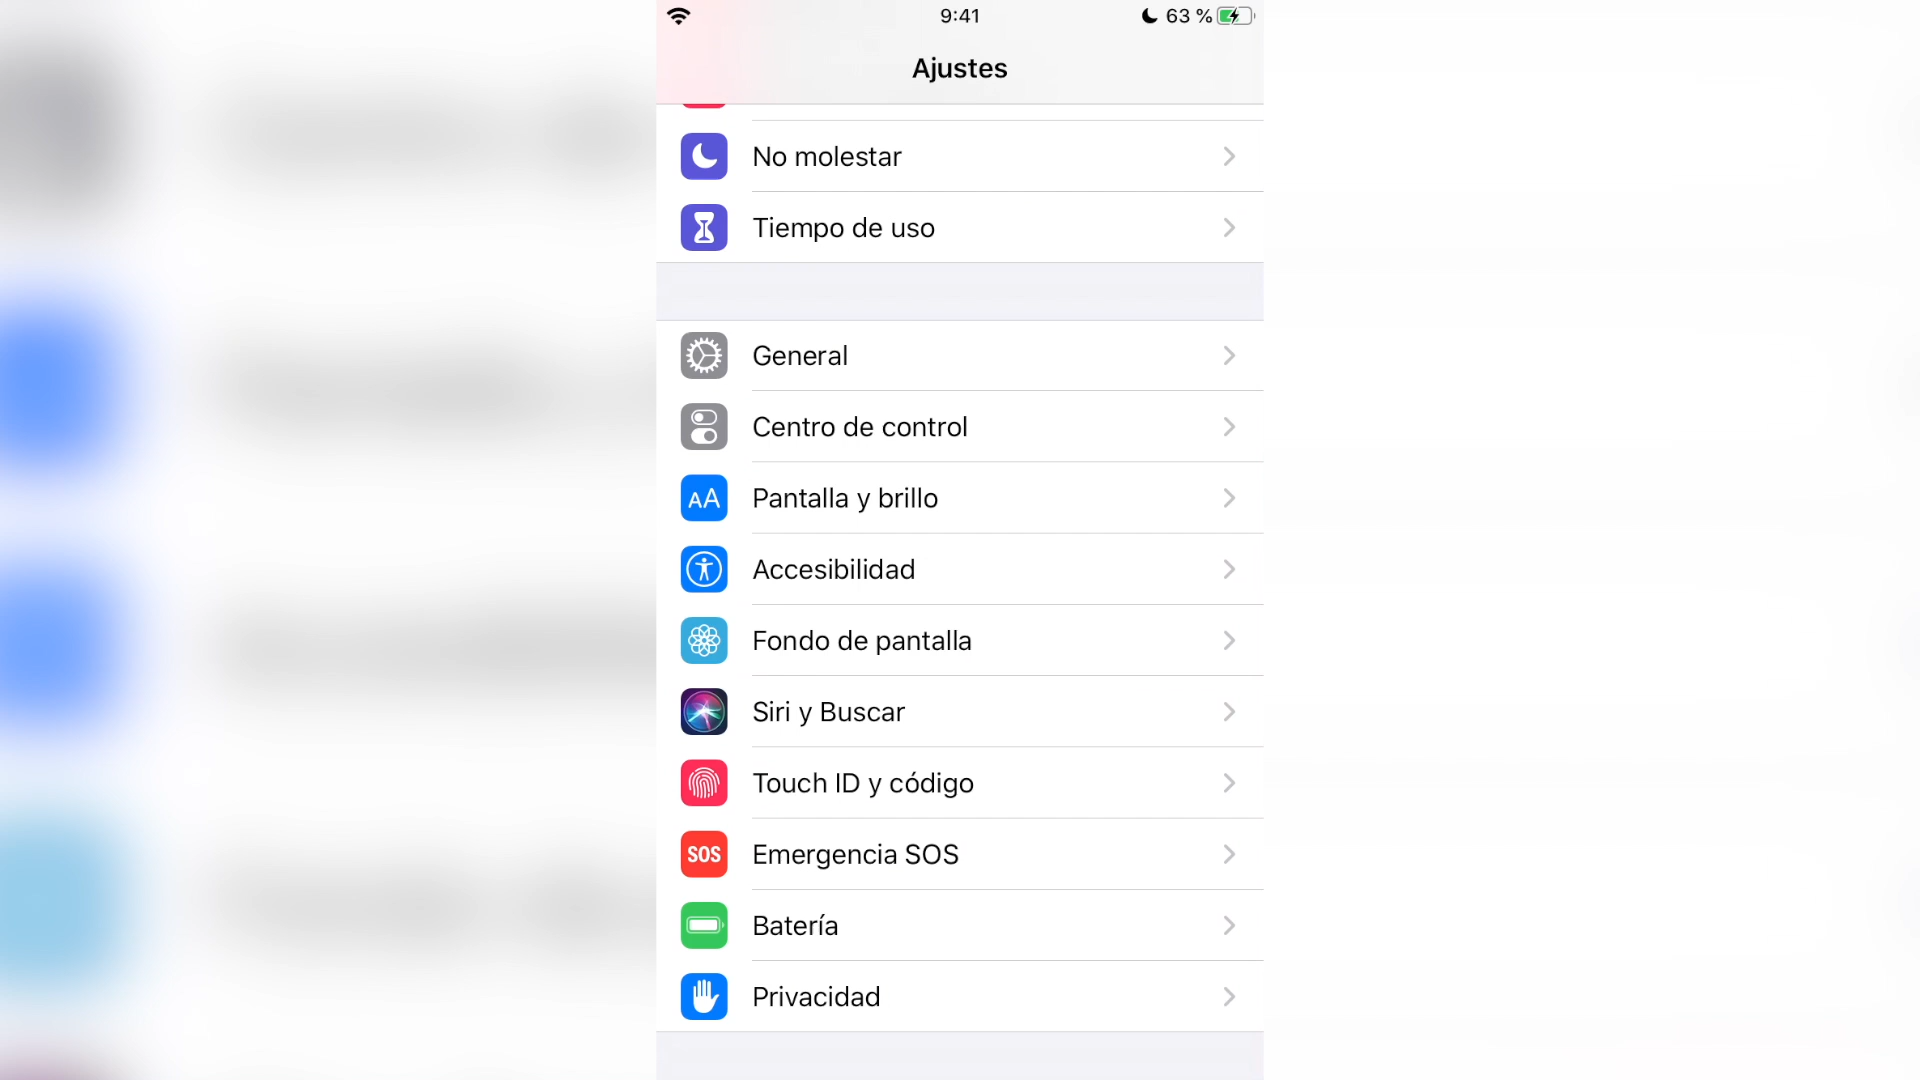 9:41
63 %
Ajustes
No molestar
Tiempo de uso
General
Centro de control
AA Pantalla y brillo
Accesibilidad
Fondo de pantalla
Siri y Buscar
Touch ID y código
SOS Emergencia SOS
Batería
Privacidad